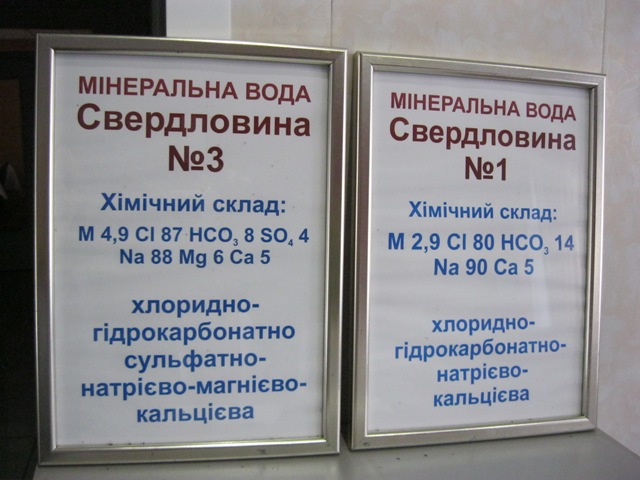 МІНЕРАЛЬНА ВОДА
Свердловина
№3
Хімічний склад:
М 4,9 Cl 87 HCO₃ 8 SO₄ 4
Na 88 Mg 6 Ca 5
хлоридно-
гідрокарбонатно
сульфатно-
натрієво-магнієво-
кальцієва
МІНЕРАЛЬНА ВОДА
Свердловина
№1
Хімічний склад:
М 2,9 Cl 80 HCO₃ 14
Na 90 Ca 5
хлоридно-
гідрокарбонатно-
натрієво-
кальцієва